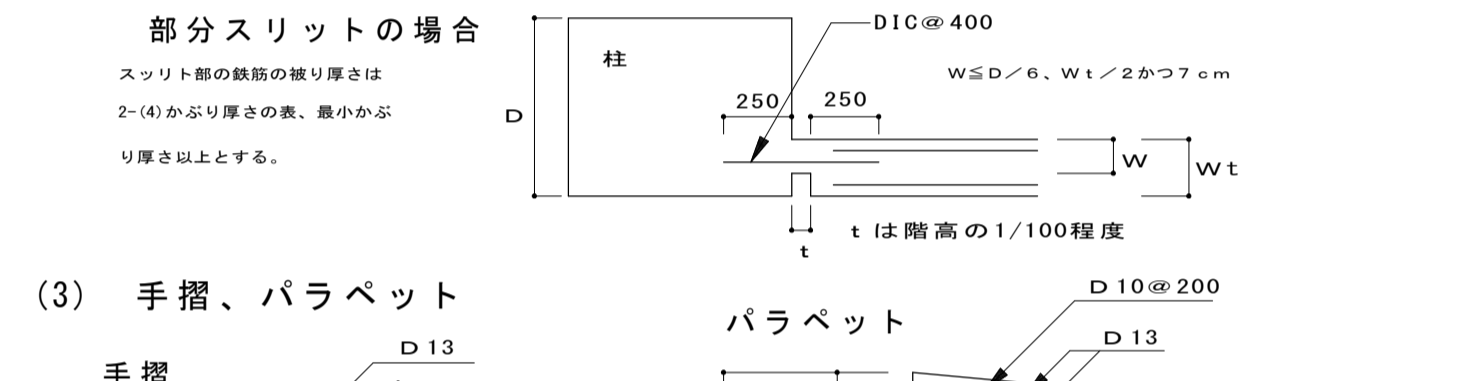 部分スリットの場合
スッリト部の鉄筋の被り厚さは
2-(4)かぶり厚さの表、最小かぶ
り厚さ以上とする。
柱
DIC@400
W≦D/6、Wt/2かつ7cm
250
250
D
W
Wt
tは階高の1/100程度
t
(3) 手摺、パラペット
D10@200
パラペット
D13
D13
手摺